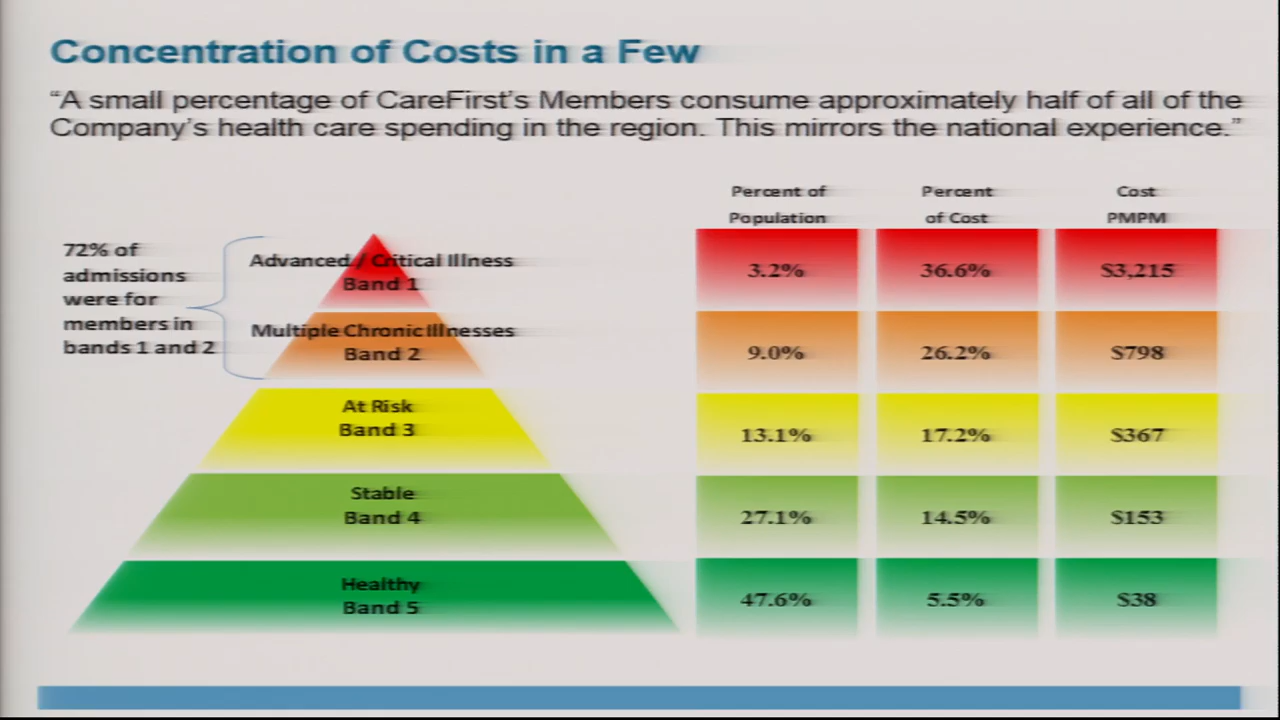 Concentration of Costs in a Few
“A small percentage of CareFirst’s Members consume approximately half of all of the
Company’s health care spending in the region. This mirrors the national experience.”
Percent of
Population
Percent
of Cost
Cost
PMPM
72% of
admissions
were for
members in
bands 1 and 2
Advanced / Critical Illness
Band 1
3.2%
36.6%
$3,215
Multiple Chronic Illnesses
Band 2
9.0%
26.2%
$798
At Risk
Band 3
13.1%
17.2%
$367
Stable
Band 4
27.1%
14.5%
$153
Healthy
Band 5
47.6%
5.5%
$38